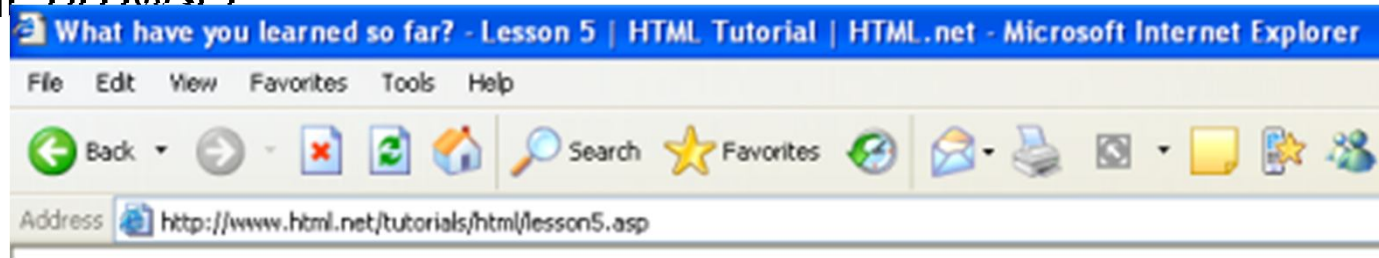 What have you learned so far? - Lesson 5 | HTML Tutorial | HTML.net - Microsoft Internet Explorer
File Edit View Favorites Tools Help
Back Search Favorites
Address http://www.html.net/tutorials/html/lesson5.asp